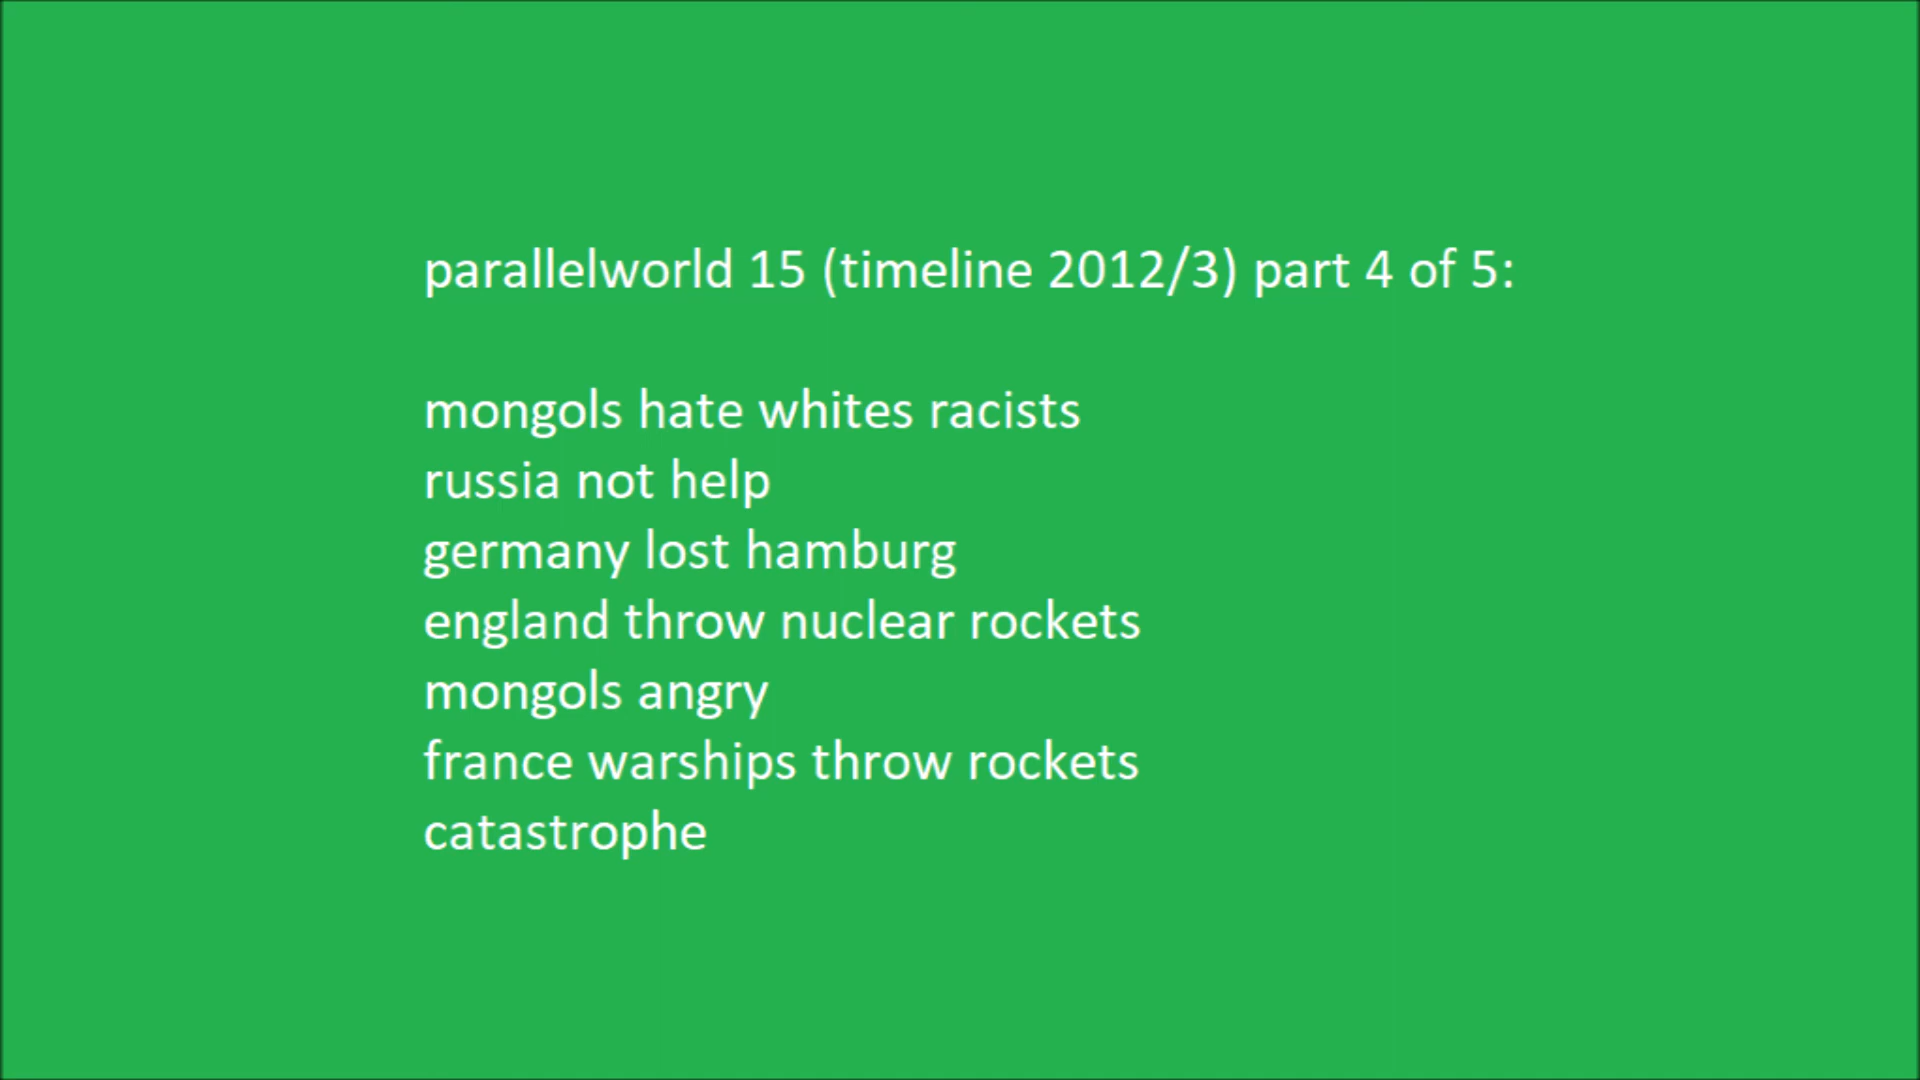 parallelworld 15 (timeline 2012/3) part 4 of 5:
mongols hate whites racists
russia not help
germany lost hamburg
england throw nuclear rockets
mongols angry
france warships throw rockets
catastrophe